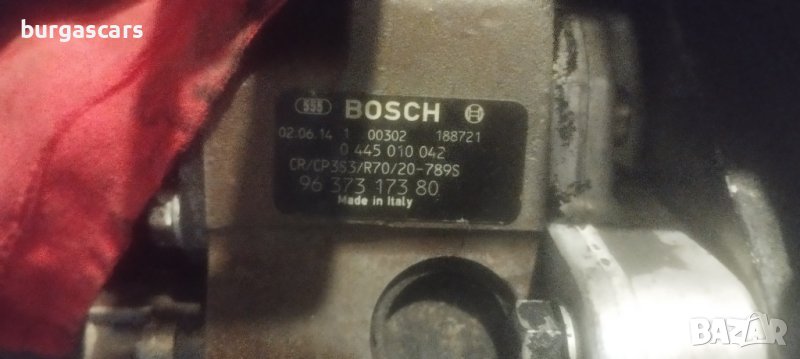 burgascars
BOSCH
02.06.14 1 00302 188721
0 445 010 042
CR/CP3S3/R70/20-789S
96 373 173 80
Made in Italy
BAZAR